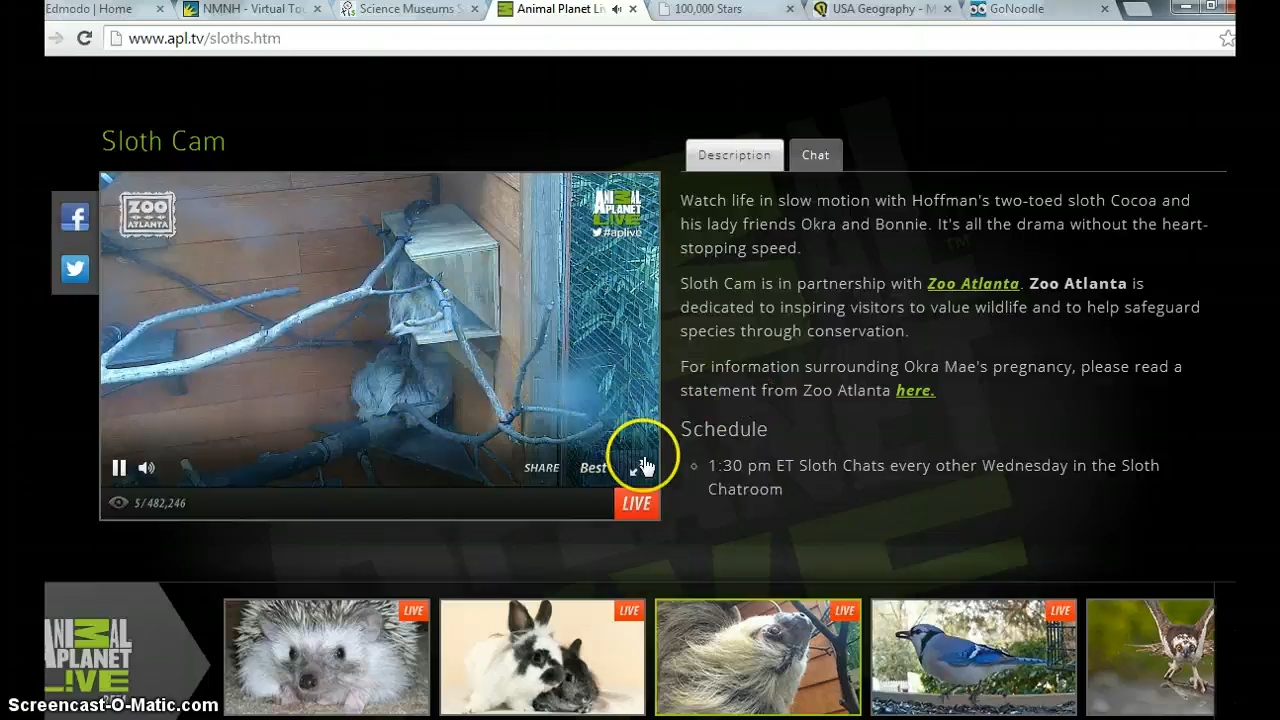 Edmodo | Home
NMNH - Virtual Tou
Science Museums S
Animal Planet Li
100,000 Stars
USA Geography - M
GoNoodle
www.apl.tv/sloths.htm
Sloth Cam
Description
Chat
ZOO
ATLANTA
ANIMAL
PLANET
LIVE
#aplive
Watch life in slow motion with Hoffman's two-toed sloth Cocoa and
his lady friends Okra and Bonnie. It's all the drama without the heart-
stopping speed.
Sloth Cam is in partnership with Zoo Atlanta. Zoo Atlanta is
dedicated to inspiring visitors to value wildlife and to help safeguard
species through conservation.
For information surrounding Okra Mae's pregnancy, please read a
statement from Zoo Atlanta here.
Schedule
1:30 pm ET Sloth Chats every other Wednesday in the Sloth
Chatroom
SHARE
Best
5/482,246
LIVE
LIVE
LIVE
LIVE
LIVE
ANIMAL
PLANET
L!VE
Screencast-O-Matic.com